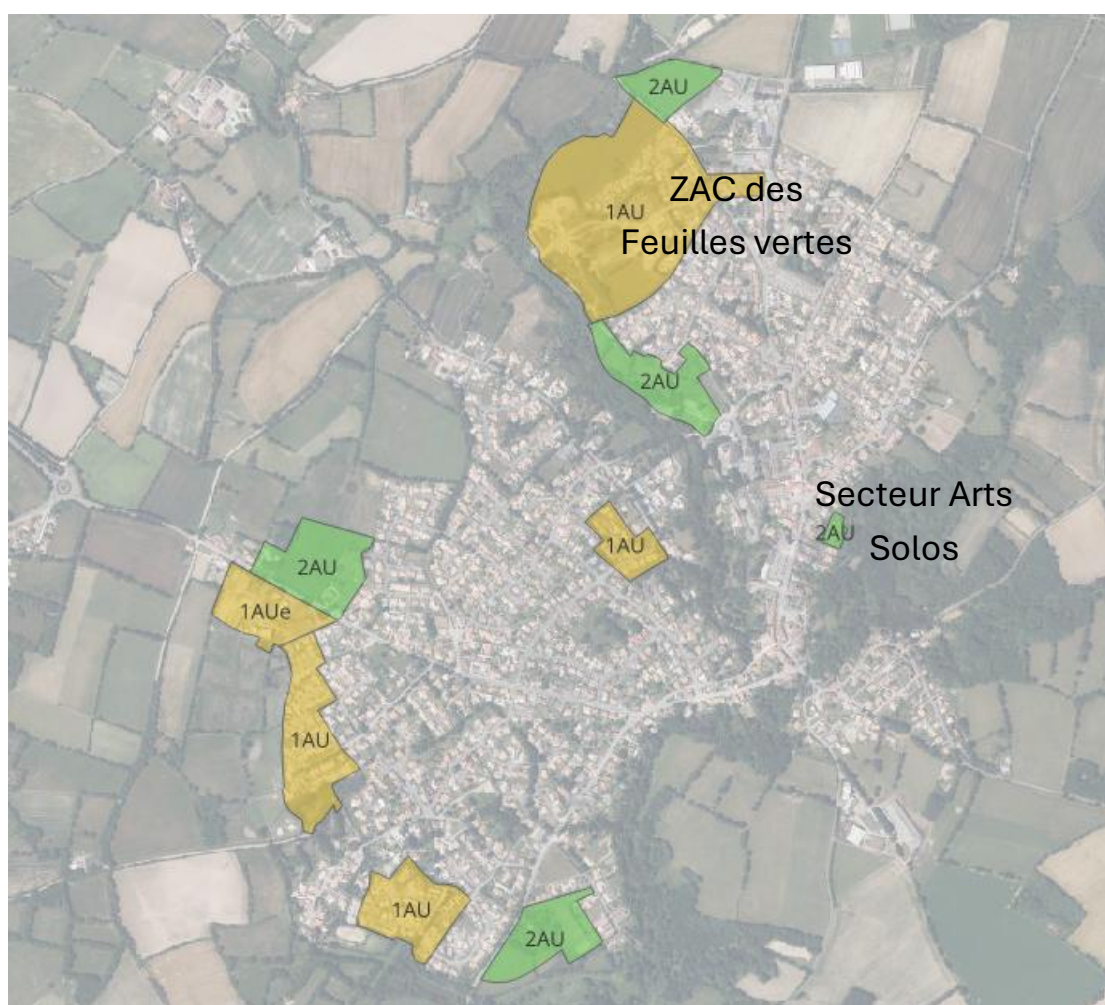 2AU
ZAC des
1AU
Feuilles vertes
2AU
Secteur Arts
2AU
Solos
1AU
2AU
1AUe
1AU
1AU
2AU